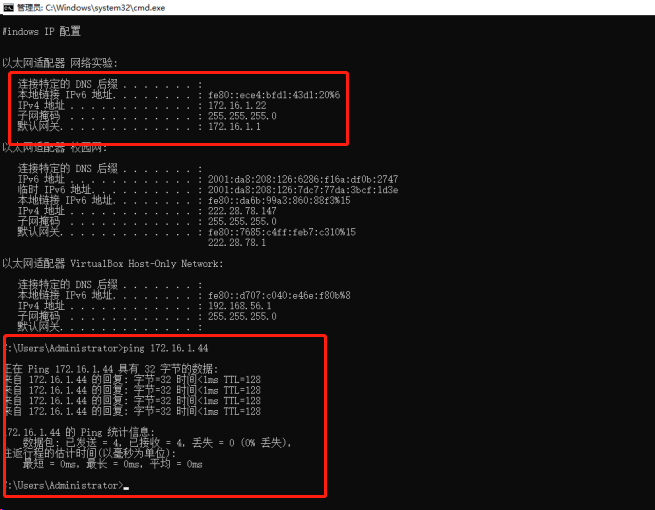 管理员: C:\Windows\system32\cmd.exe
Windows IP 配置
以太网适配器 网络实验:
连接特定的 DNS 后缀 . . . . . . . :
本地链接 IPv6 地址. . . . . . . . : fe80::ece4:bfd1:43d1:20%6
IPv4 地址 . . . . . . . . . . . . : 172.16.1.22
子网掩码 . . . . . . . . . . . . : 255.255.255.0
默认网关. . . . . . . . . . . . . : 172.16.1.1
以太网适配器 校园网:
连接特定的 DNS 后缀 . . . . . . . :
IPv6 地址 . . . . . . . . . . . . : 2001:da8:208:126:6286:f16a:df0b:2747
临时 IPv6 地址. . . . . . . . . . : 2001:da8:208:126:7dc7:77da:3bcf:1d3e
本地链接 IPv6 地址. . . . . . . . : fe80::da6b:99a3:860:88f3%15
IPv4 地址 . . . . . . . . . . . . : 222.28.78.147
子网掩码 . . . . . . . . . . . . : 255.255.255.0
默认网关. . . . . . . . . . . . . : fe80::7685:c4ff:feb7:c310%15
222.28.78.1
以太网适配器 VirtualBox Host-Only Network:
连接特定的 DNS 后缀 . . . . . . . :
本地链接 IPv6 地址. . . . . . . . : fe80::d707:c040:e46e:f80b%8
IPv4 地址 . . . . . . . . . . . . : 192.168.56.1
子网掩码 . . . . . . . . . . . . : 255.255.255.0
默认网关. . . . . . . . . . . . . :
:\Users\Administrator>ping 172.16.1.44
正在 Ping 172.16.1.44 具有 32 字节的数据:
来自 172.16.1.44 的回复: 字节=32 时间<1ms TTL=128
来自 172.16.1.44 的回复: 字节=32 时间<1ms TTL=128
来自 172.16.1.44 的回复: 字节=32 时间<1ms TTL=128
来自 172.16.1.44 的回复: 字节=32 时间<1ms TTL=128
172.16.1.44 的 Ping 统计信息:
数据包: 已发送 = 4，已接收 = 4，丢失 = 0 (0% 丢失)，
往返行程的估计时间(以毫秒为单位):
最短 = 0ms，最长 = 0ms，平均 = 0ms
:\Users\Administrator>